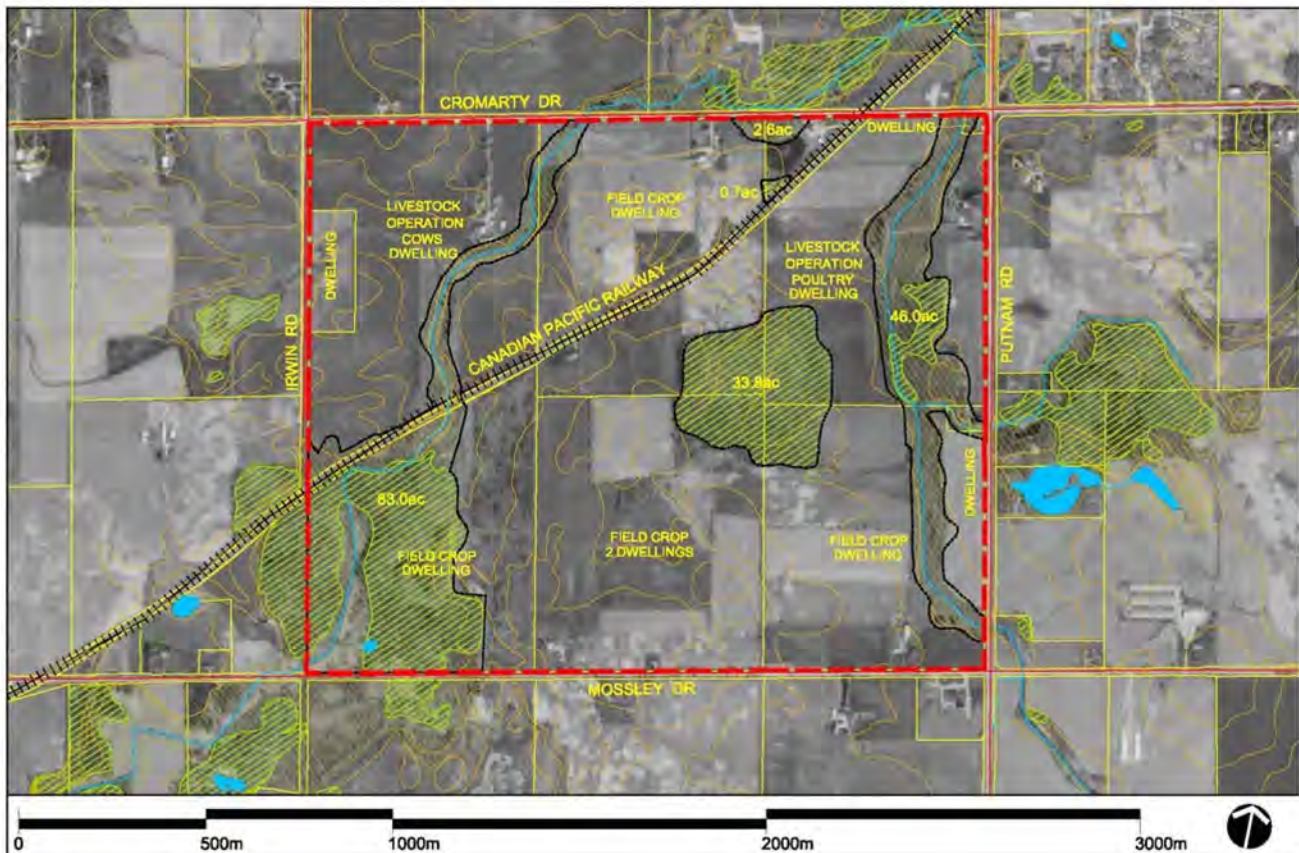 CROMARTY DR
2.6ac
DWELLING
0.7ac
LIVESTOCK
OPERATION
COWS
DWELLING
FIELD CROP
DWELLING
DWELLING
LIVESTOCK
OPERATION
POULTRY
DWELLING
CANADIAN PACIFIC RAILWAY
IRWIN RD
PUTNAM RD
46.0ac
33.8ac
83.0ac
DWELLING
FIELD CROP
DWELLING
FIELD CROP
2 DWELLINGS
FIELD CROP
DWELLING
MOSSLEY DR
0 500m 1000m 2000m 3000m